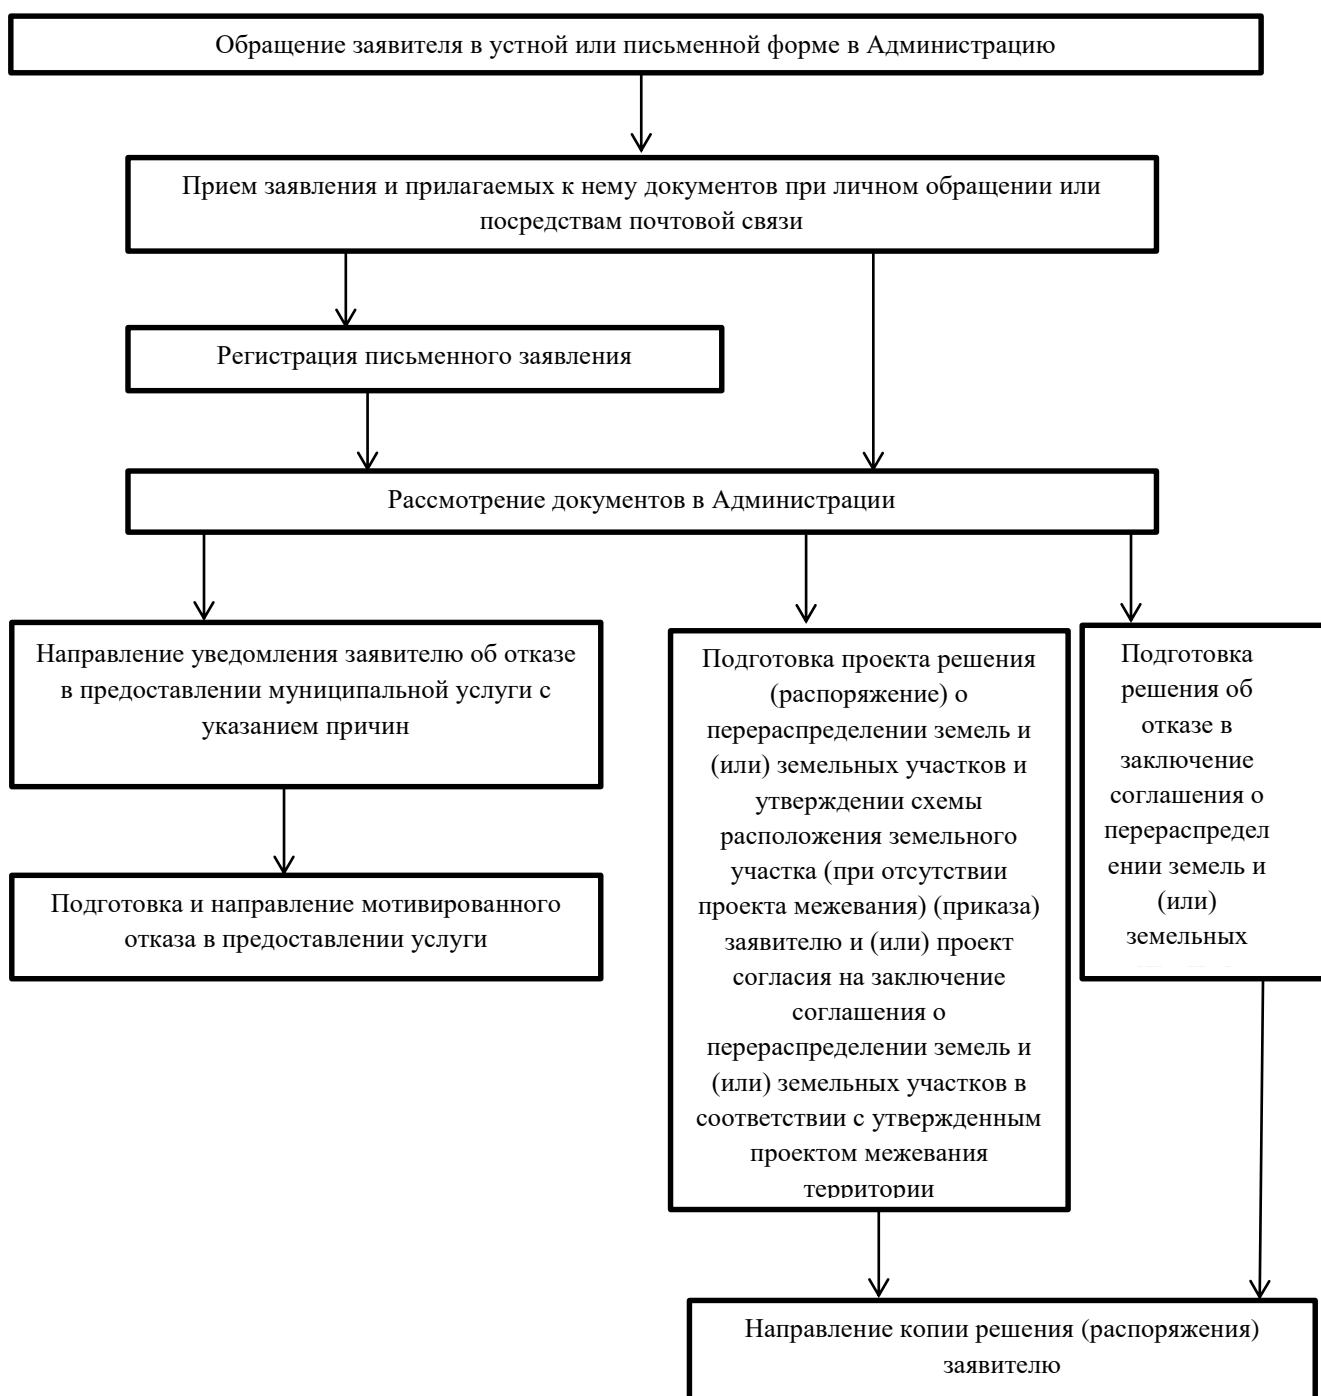 Обращение заявителя в устной или письменной форме в Администрацию
Прием заявления и прилагаемых к нему документов при личном обращении или
посредствам почтовой связи
Регистрация письменного заявления
Рассмотрение документов в Администрации
Направление уведомления заявителю об отказе
в предоставлении муниципальной услуги с
указанием причин
Подготовка и направление мотивированного
отказа в предоставлении услуги
Подготовка проекта решения
(распоряжение) о
перераспределении земель и
(или) земельных участков и
утверждении схемы
расположения земельного
участка (при отсутствии
проекта межевания) (приказа)
заявителю и (или) проект
согласия на заключение
соглашения о
перераспределении земель и
(или) земельных участков в
соответствии с утвержденным
проектом межевания
территории
Подготовка
решения об
отказе в
заключение
соглашения о
перераспредел
ении земель и
(или)
земельных
Направление копии решения (распоряжения)
заявителю